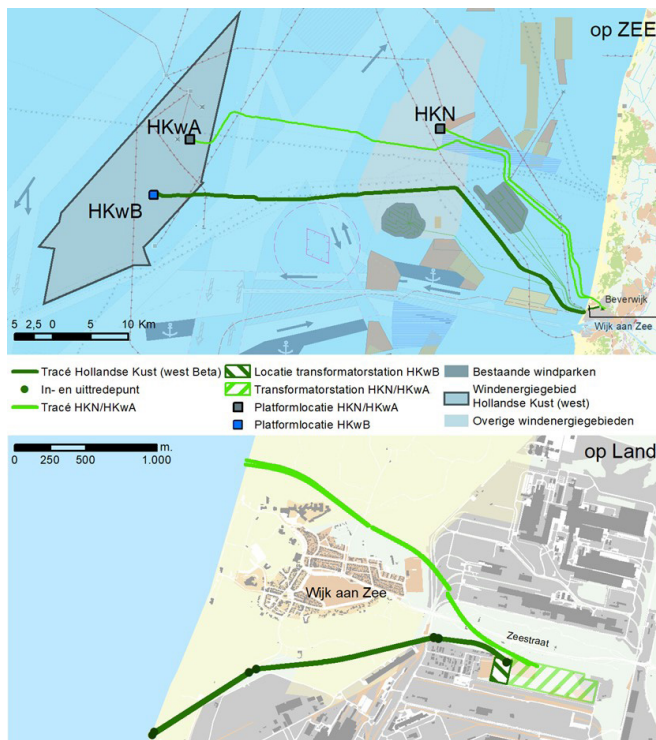 op ZEE
HKN
HKwA
HKwB
Beverwijk
Wijk aan Zee
5 2,5 0 5 10 Km
Tracé Hollandse Kust (west Beta)
In- en uittredepunt
Tracé HKN/HKwA
Locatie transformatorstation HKwB
Transformatorstation HKN/HKwA
Platformlocatie HKN/HKwA
Platformlocatie HKwB
Bestaande windparken
Windenergiegebied
Hollandse Kust (west)
Overige windenergiegebieden
op Land
0 250 500 1.000 m.
Wijk aan Zee
Zeestraat